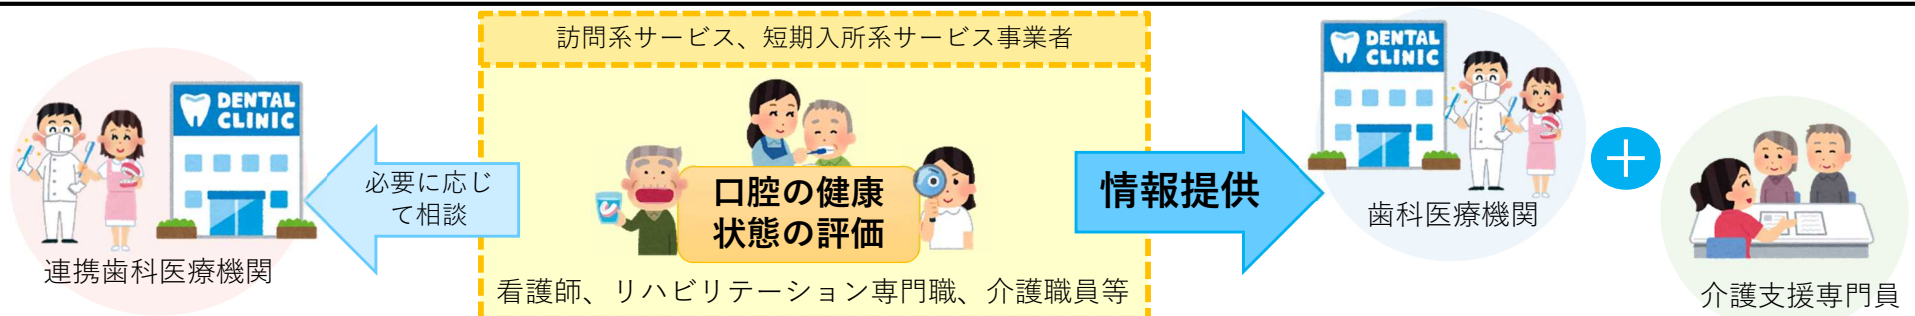 訪問系サービス、短期入所系サービス事業者
DENTAL
CLINIC
必要に応じ
て相談
連携歯科医療機関
口腔の健康
状態の評価
看護師、リハビリテーション専門職、介護職員等
情報提供
DENTAL
CLINIC
歯科医療機関
+
介護支援専門員